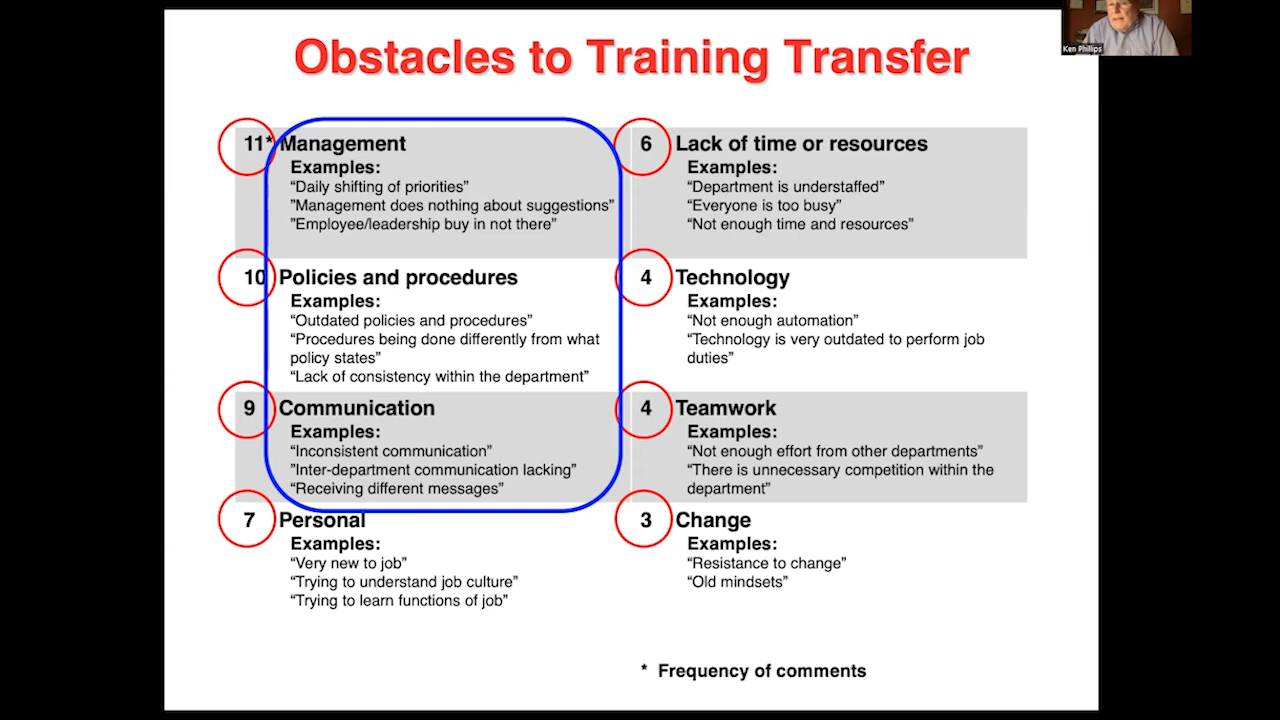 Ken Phillips
Obstacles to Training Transfer
11* Management
Examples:
“Daily shifting of priorities”
“Management does nothing about suggestions”
”Employee/leadership buy in not there”
10 Policies and procedures
Examples:
“Outdated policies and procedures”
“Procedures being done differently from what
policy states”
“Lack of consistency within the department”
9 Communication
Examples:
“Inconsistent communication”
”Inter-department communication lacking”
“Receiving different messages”
7 Personal
Examples:
“Very new to job”
“Trying to understand job culture”
“Trying to learn functions of job”
6 Lack of time or resources
Examples:
“Department is understaffed”
“Everyone is too busy”
“Not enough time and resources”
4 Technology
Examples:
“Not enough automation”
“Technology is very outdated to perform job
duties”
4 Teamwork
Examples:
“Not enough effort from other departments”
“There is unnecessary competition within the
department”
3 Change
Examples:
“Resistance to change”
“Old mindsets”
* Frequency of comments